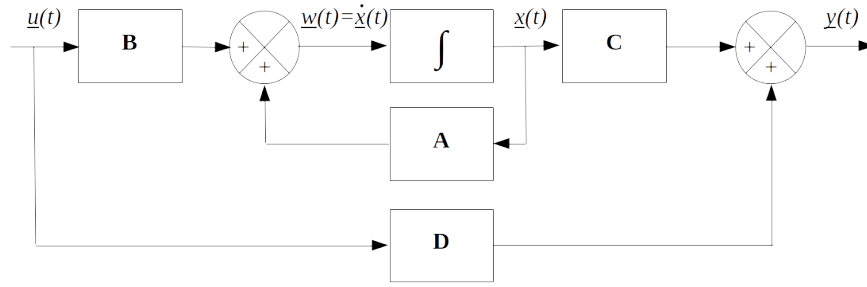 u(t)
B
+
+
w(t)=ẋ(t)
∫
x(t)
C
+
+
y(t)
A
D